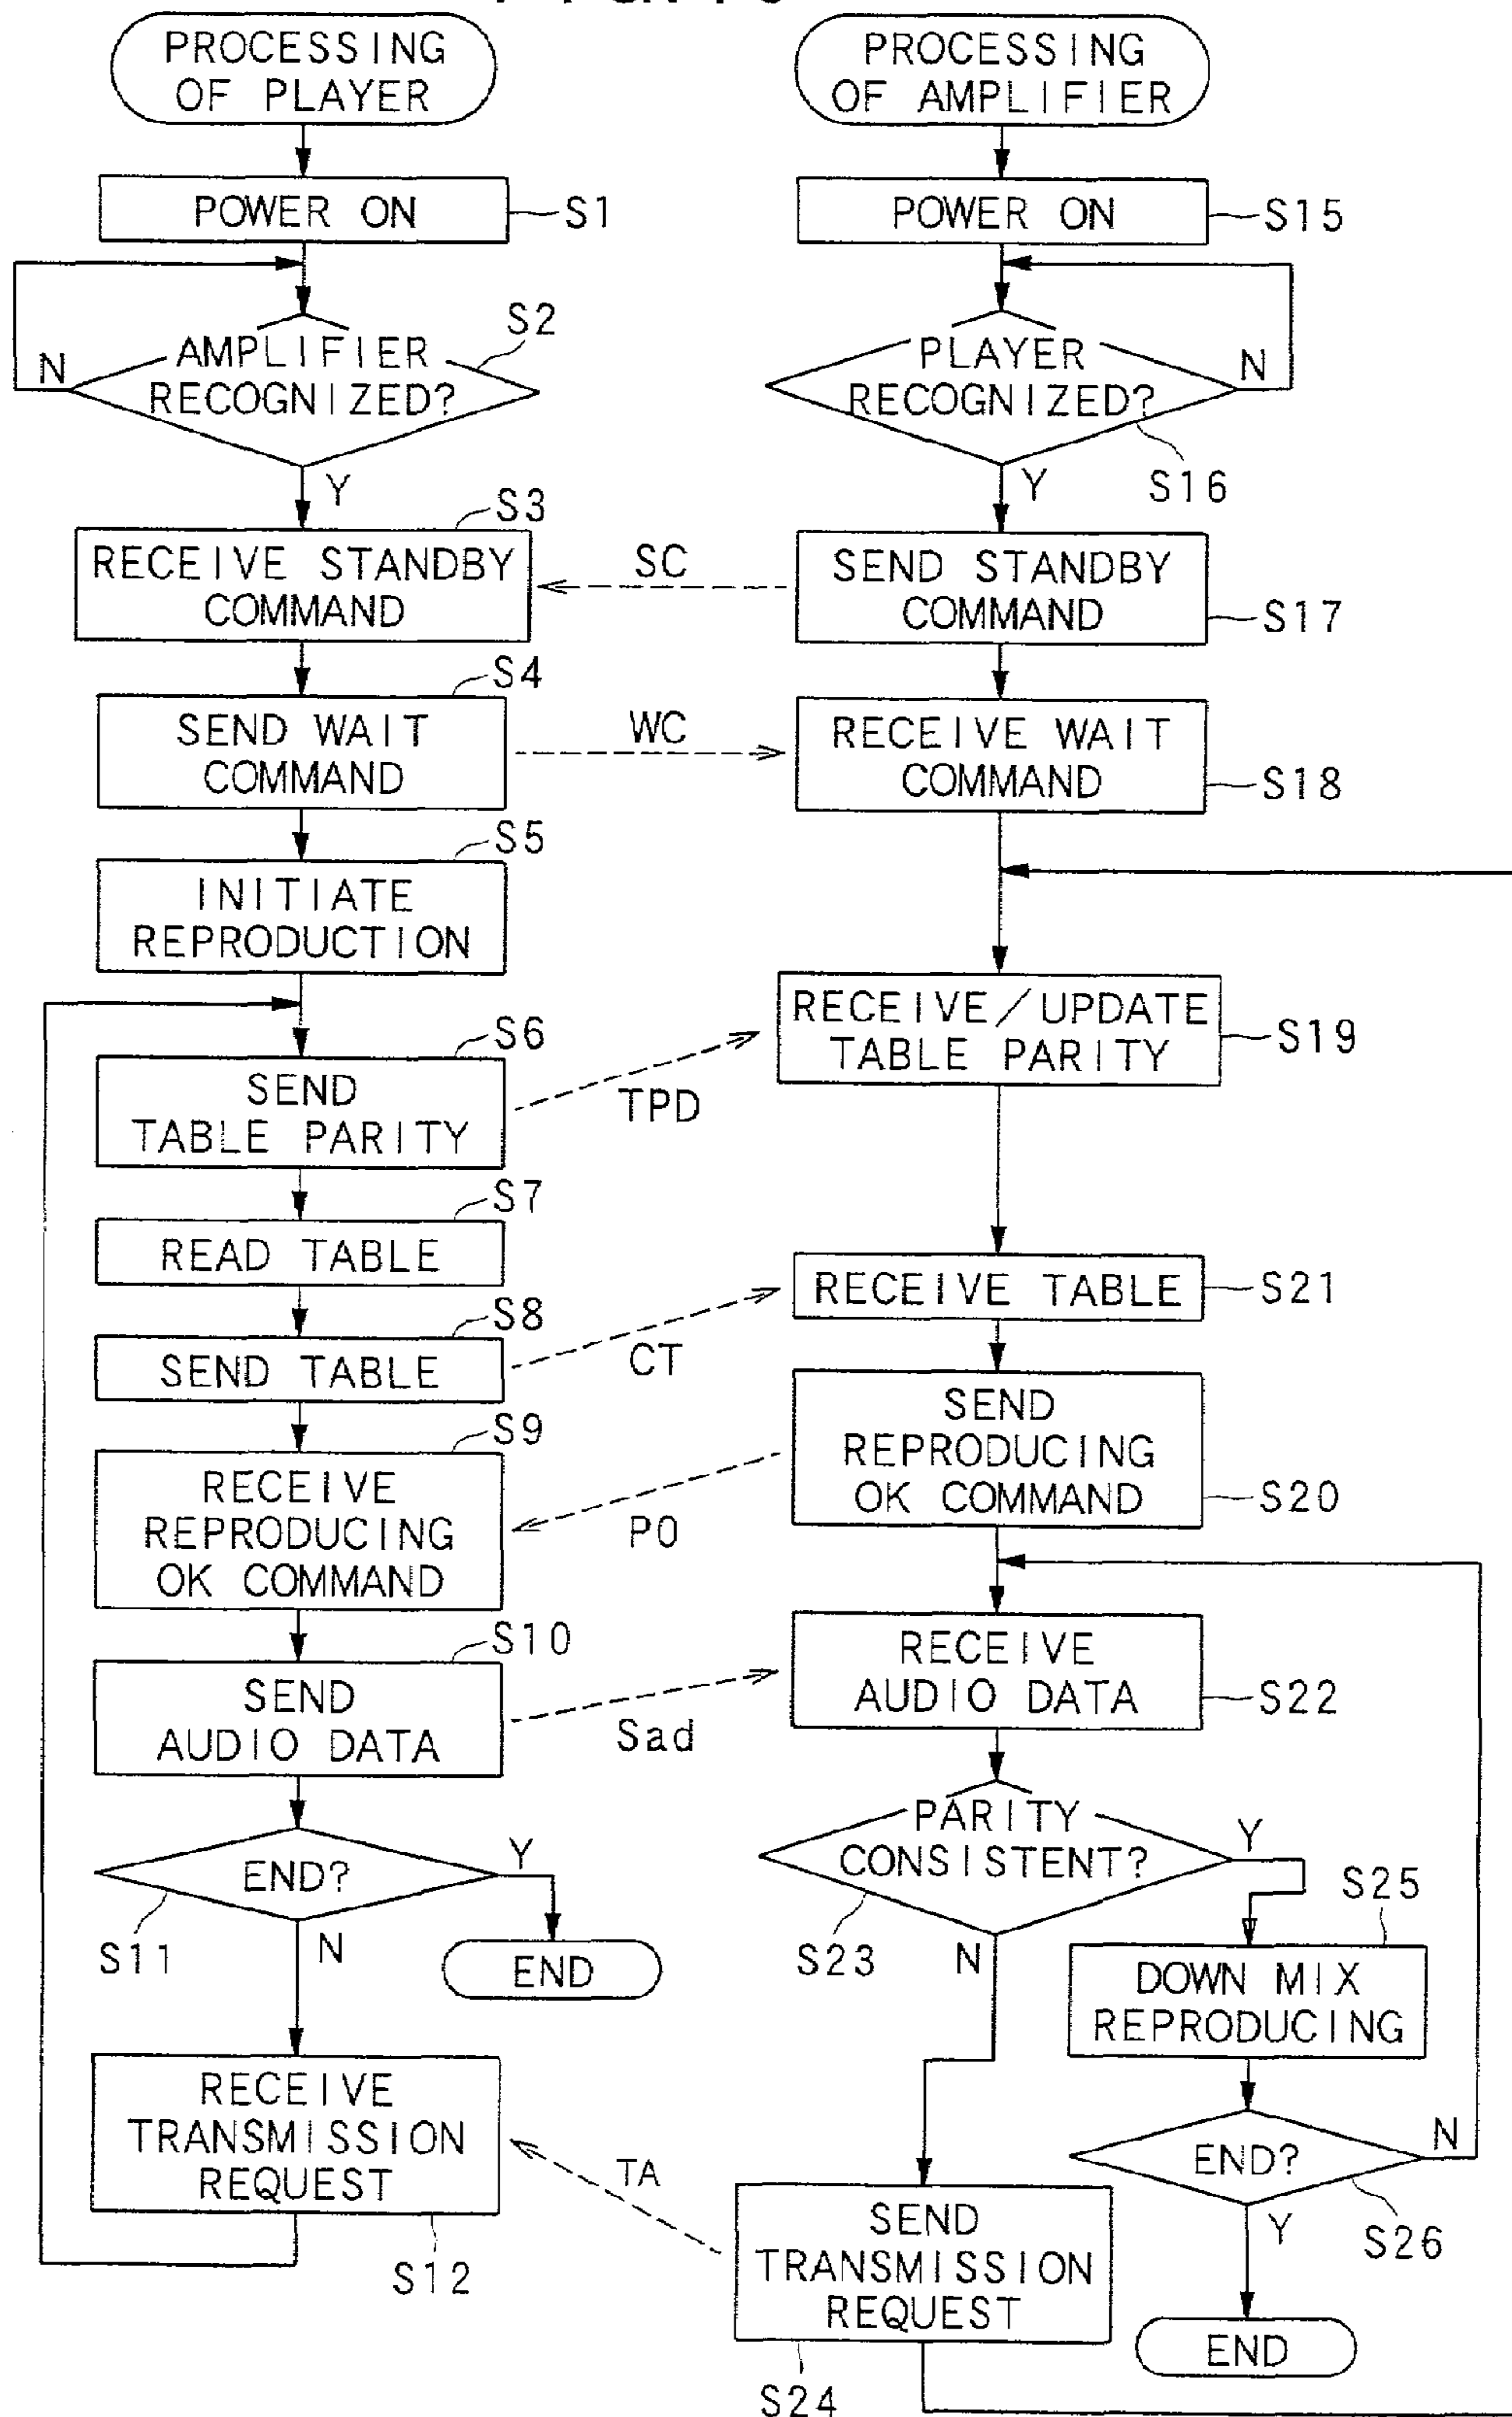 PROCESSING
OF PLAYER
POWER ON
S1
AMPLIFIER
RECOGNIZED?
S2
N
Y
S3
RECEIVE STANDBY
COMMAND
S4
SEND WAIT
COMMAND
S5
INITIATE
REPRODUCTION
S6
SEND
TABLE PARITY
S7
READ TABLE
S8
SEND TABLE
S9
RECEIVE
REPRODUCING
OK COMMAND
S10
SEND
AUDIO DATA
END?
Y
S11
N
END
RECEIVE
TRANSMISSION
REQUEST
S12
SC
WC
TPD
CT
PO
Sad
TA
PROCESSING
OF AMPLIFIER
POWER ON
S15
PLAYER
RECOGNIZED?
N
S16
Y
SEND STANDBY
COMMAND
S17
RECEIVE WAIT
COMMAND
S18
RECEIVE/UPDATE
TABLE PARITY
S19
RECEIVE TABLE
S21
SEND
REPRODUCING
OK COMMAND
S20
RECEIVE
AUDIO DATA
S22
PARITY
CONSISTENT?
Y
S23
N
S25
DOWN MIX
REPRODUCING
END?
N
S26
Y
END
SEND
TRANSMISSION
REQUEST
S24